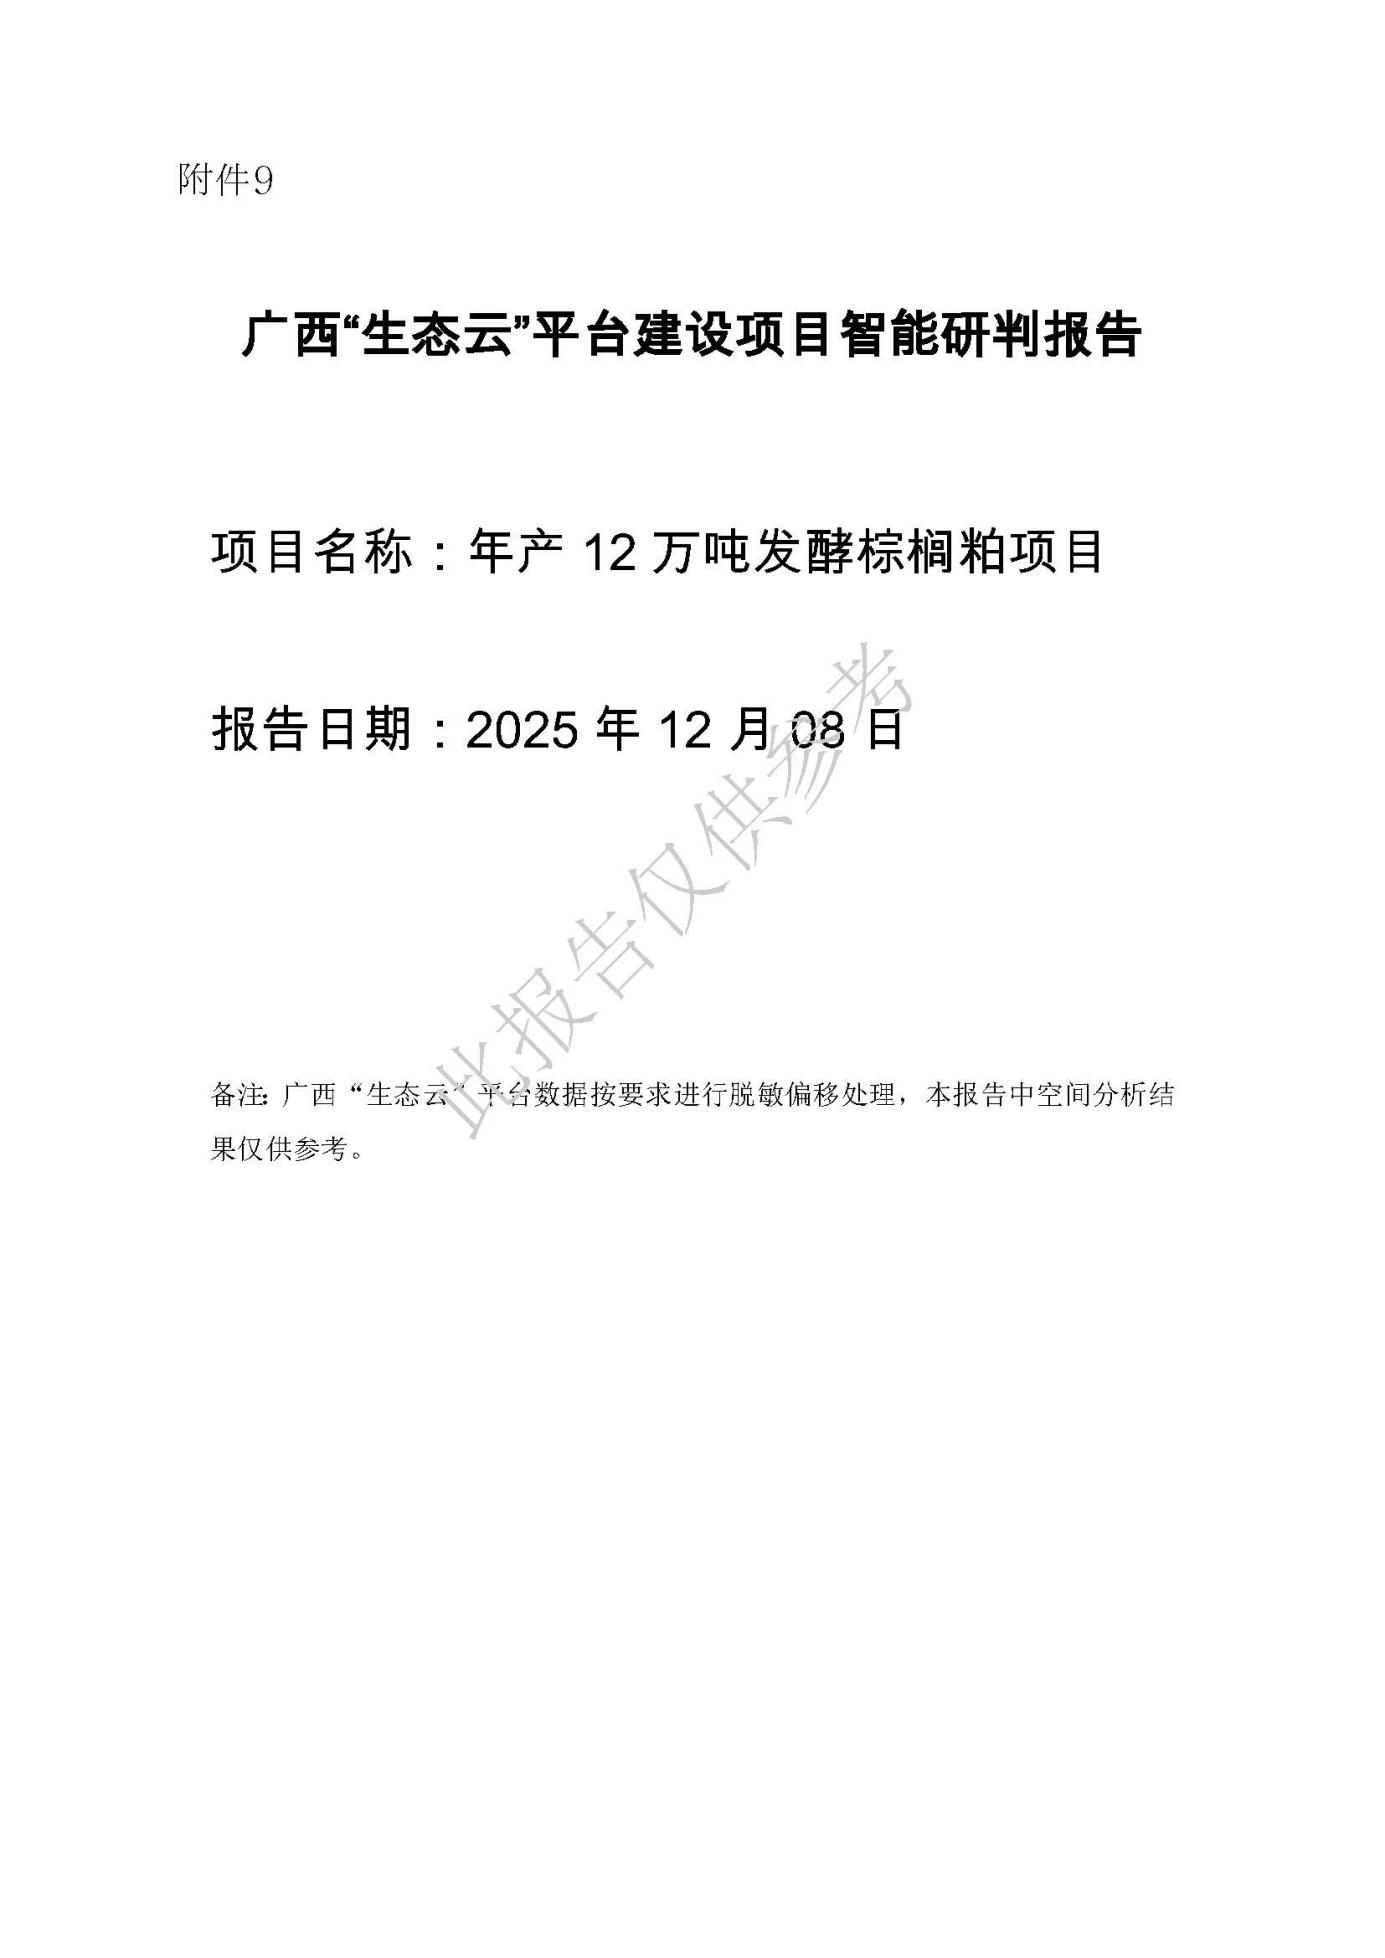 附件9
广西“生态云”平台建设项目智能研判报告
项目名称：年产 12 万吨发酵棕榈粕项目
报告日期：2025 年 12 月 08 日
此报告仅供参考
备注: 广西“生态云”平台数据按要求进行脱敏偏移处理，本报告中空间分析结
果仅供参考。